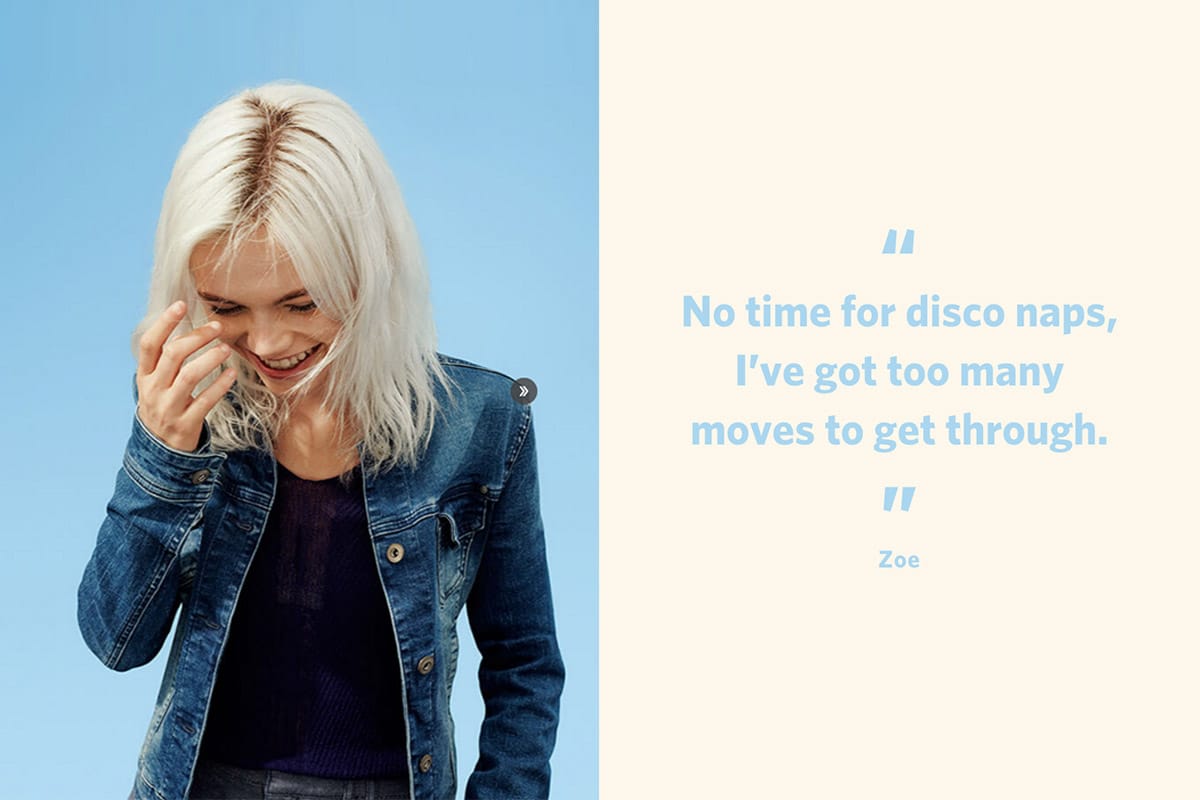 “
No time for disco naps,
I’ve got too many
moves to get through.
”
Zoe